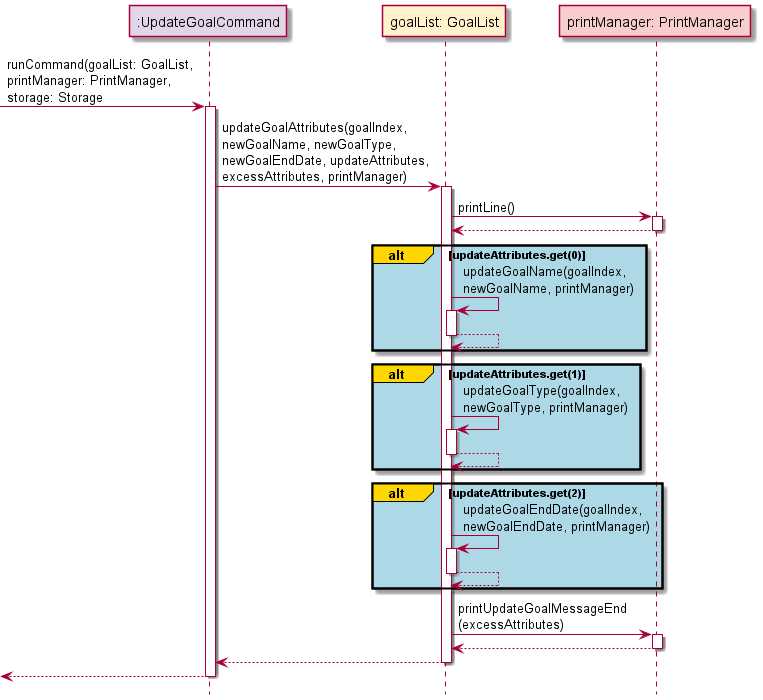 :UpdateGoalCommand
goalList: GoalList
printManager: PrintManager
runCommand(goalList: GoalList,
printManager: PrintManager,
storage: Storage
updateGoalAttributes(goalIndex,
newGoalName, newGoalType,
newGoalEndDate, updateAttributes,
excessAttributes, printManager)
printLine()
alt
[updateAttributes.get(0)]
updateGoalName(goalIndex,
newGoalName, printManager)
alt
[updateAttributes.get(1)]
updateGoalType(goalIndex,
newGoalType, printManager)
alt
[updateAttributes.get(2)]
updateGoalEndDate(goalIndex,
newGoalEndDate, printManager)
printUpdateGoalMessageEnd
(excessAttributes)